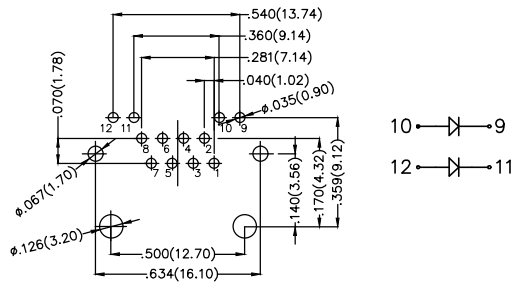 .540(13.74)
.360(9.14)
.281(7.14)
.040(1.02)
ø.035(0.90)
.070(1.78)
12 11 10 9
8 6 4 2
7 5 3 1
ø.067(1.70)
ø.126(3.20)
.140(3.56)
.170(4.32)
.359(9.12)
.500(12.70)
.634(16.10)
10 9
12 11